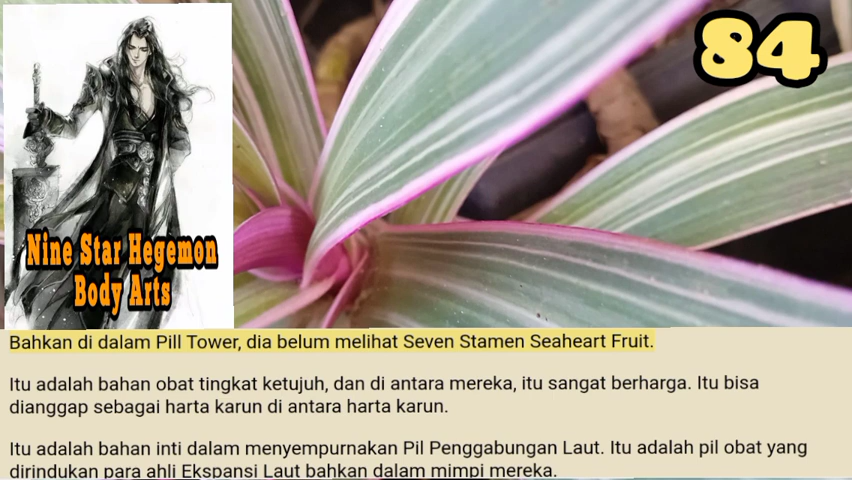 84
Nine Star Hegemon
Body Arts
Bahkan di dalam Pill Tower, dia belum melihat Seven Stamen Seaheart Fruit.
Itu adalah bahan obat tingkat ketujuh, dan di antara mereka, itu sangat berharga. Itu bisa
dianggap sebagai harta karun di antara harta karun.
Itu adalah bahan inti dalam menyempurnakan Pil Penggabungan Laut. Itu adalah pil obat yang
dirindukan para ahli Ekspansi Laut bahkan dalam mimpi mereka.